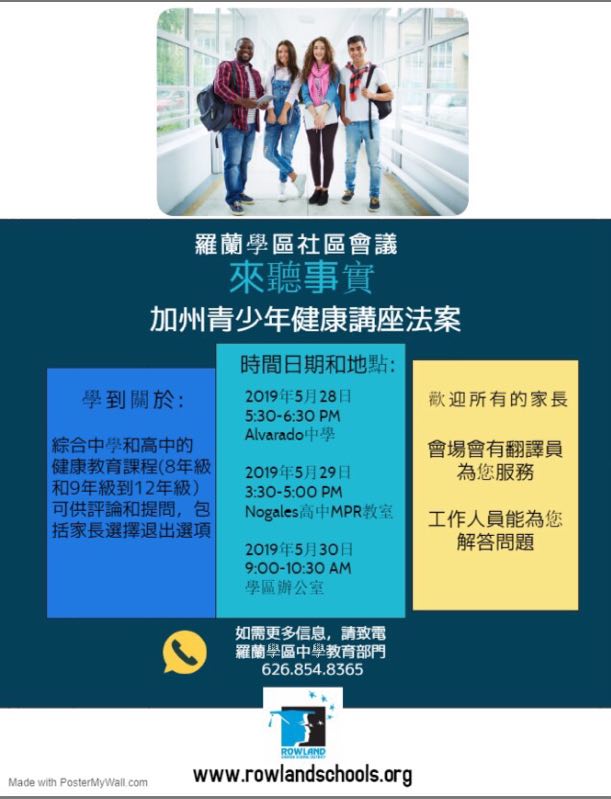 羅蘭學區社區會議
來聽事實
加州青少年健康講座法案
學到關於:
綜合中學和高中的
健康教育課程(8年級
和9年級到12年級)
可供評論和提問，包
括家長選擇退出選項
時間日期和地點:
2019年5月28日
5:30-6:30 PM
Alvarado中學
2019年5月29日
3:30-5:00 PM
Nogales高中MPR教室
2019年5月30日
9:00-10:30 AM
學區辦公室
歡迎所有的家長
會場會有翻譯員
為您服務
工作人員能為您
解答問題
如需更多信息，請致電
羅蘭學區中學教育部門
626.854.8365
ROWLAND
www.rowlandschools.org
Made with PosterMyWall.com